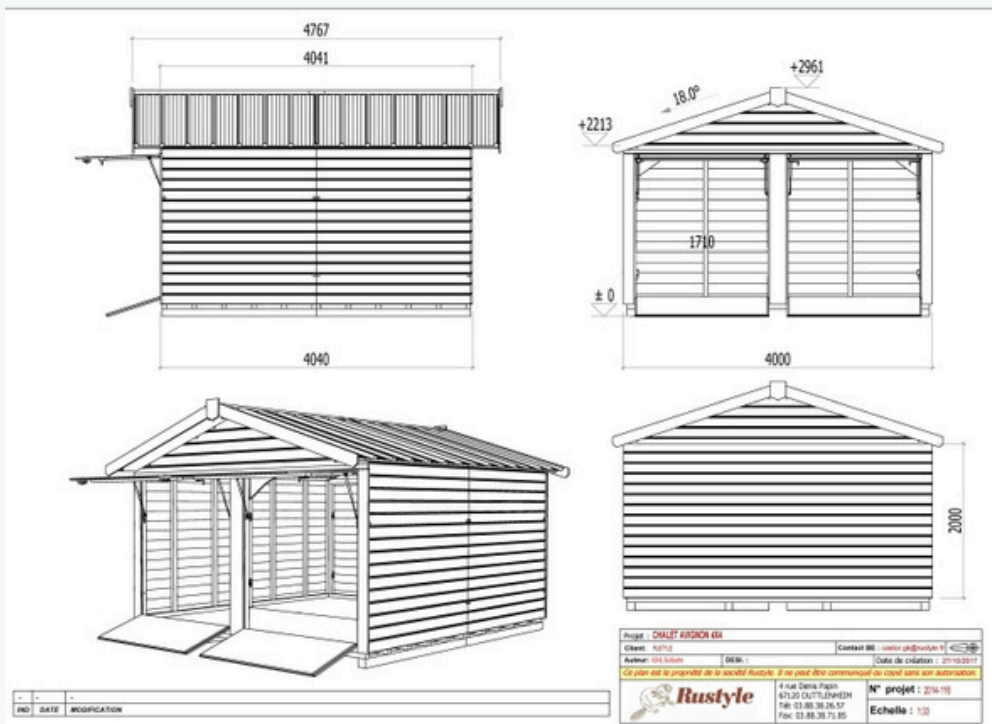 4767
4041
4040
+2961
18.0°
+2213
1710
± 0
4000
2000
Projet : CHALET AVIGNON 4X4
Client: Contact BE :
Auteur: DESR. : Date de création : 27/10/2017
Ce plan est la propriété de la société Rustyle. Il ne peut être communiqué ou copié sans son autorisation.
Rustyle
4 rue Denis Papin
67120 DUTTLENHEIM
Tél: 03.88.38.26.57
Fax: 03.88.38.71.85
N° projet :
Echelle :
- - -
IND DATE MODIFICATION